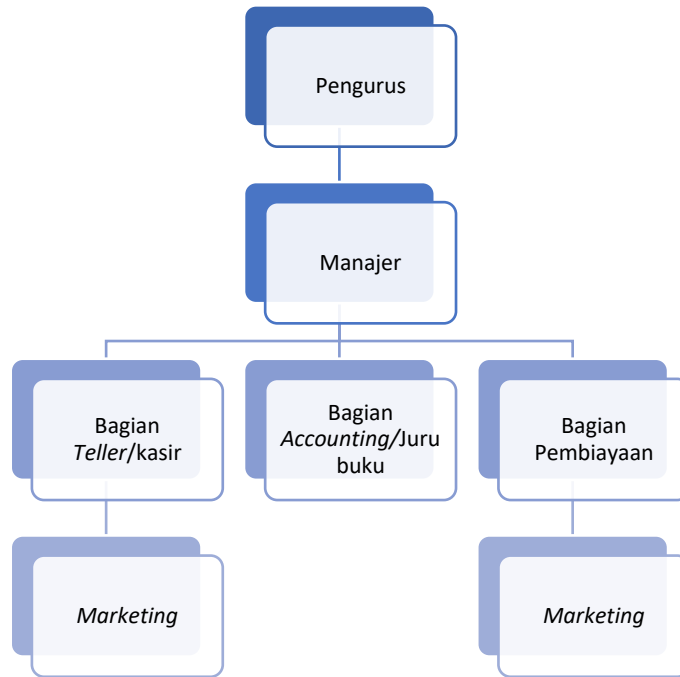 Pengurus
Manajer
Bagian
Teller/kasir
Bagian
Accounting/Juru
buku
Bagian
Pembiayaan
Marketing
Marketing